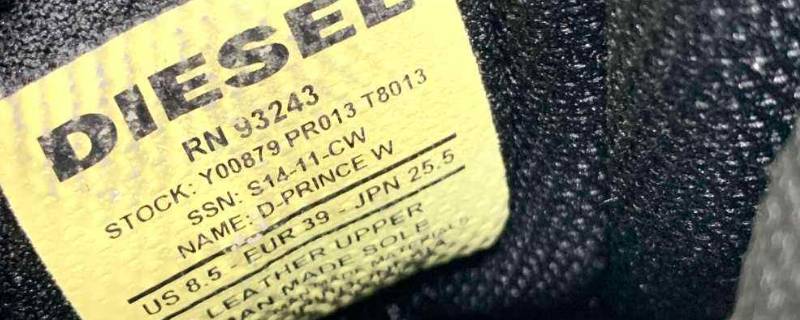 DIESEL
RN 93243
STOCK: Y00879 PR013 T8013
SSN: S14-11-CW
NAME: D-PRINCE W
US 8.5 - EUR 39 - JPN 25.5
LEATHER UPPER
MAN MADE SOLE